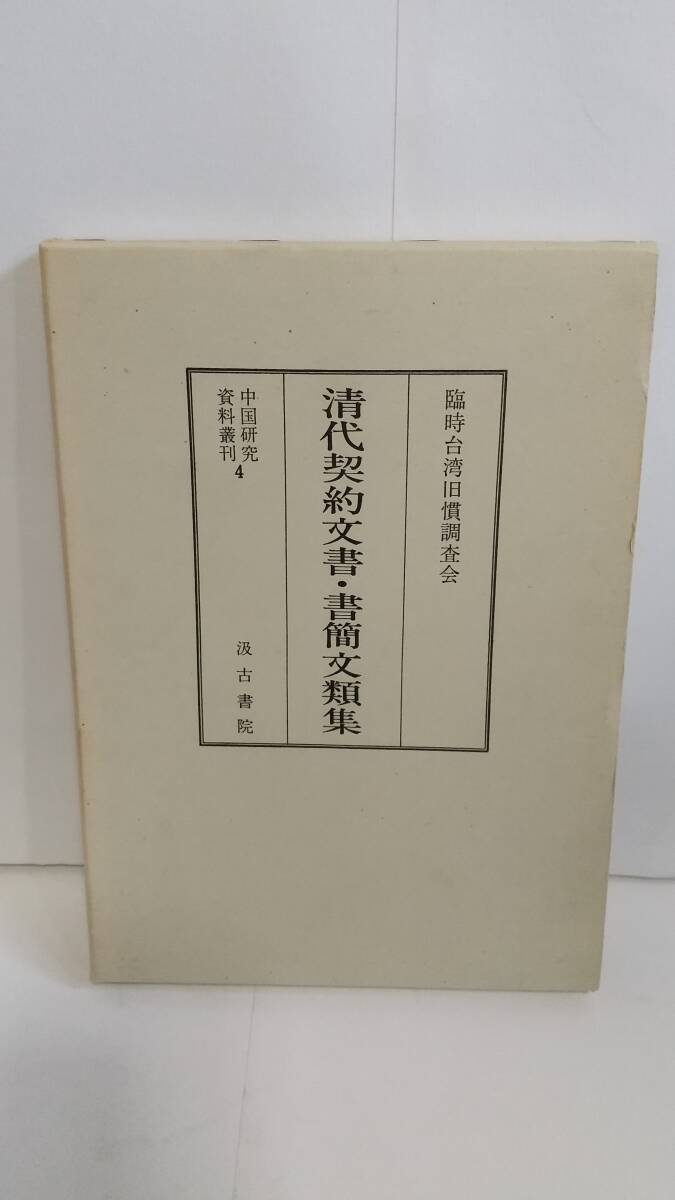 臨時台湾旧慣調査会
清代契約文書・書簡文類集
中国研究
資料叢刊4
汲古書院